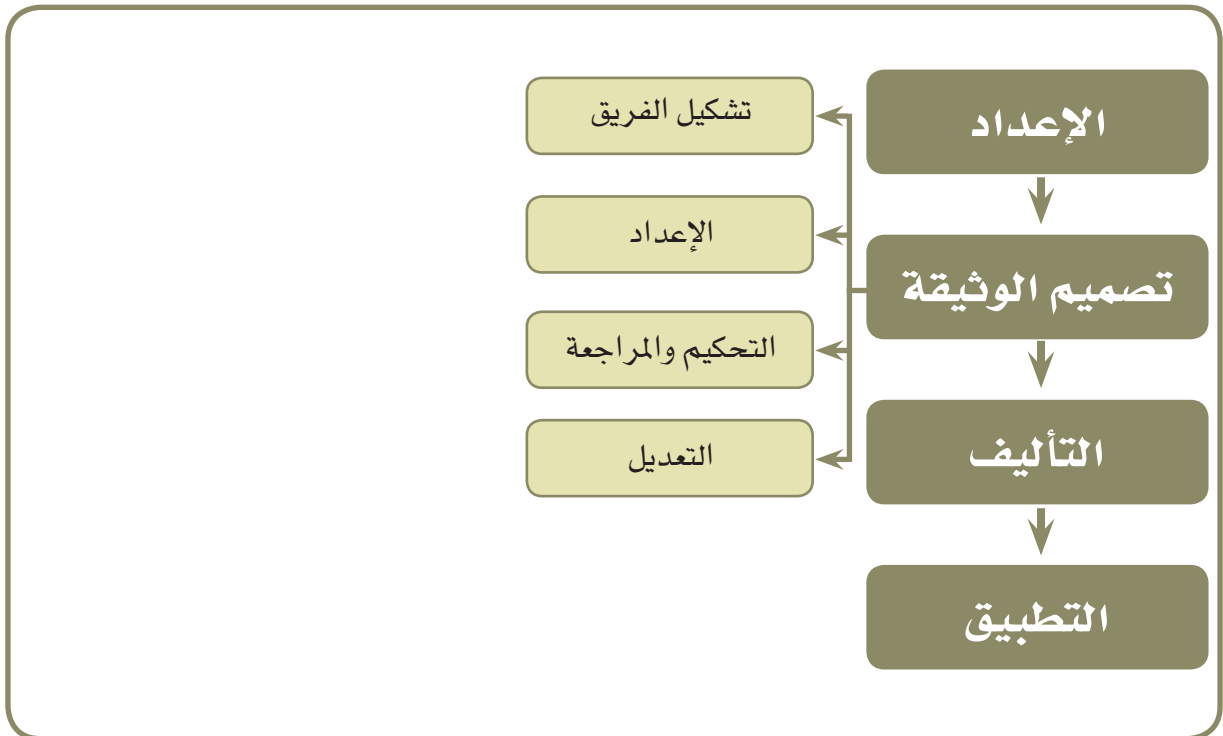 الإعداد
تصميم الوثيقة
التأليف
التطبيق
تشكيل الفريق
الإعداد
التحكيم والمراجعة
التعديل